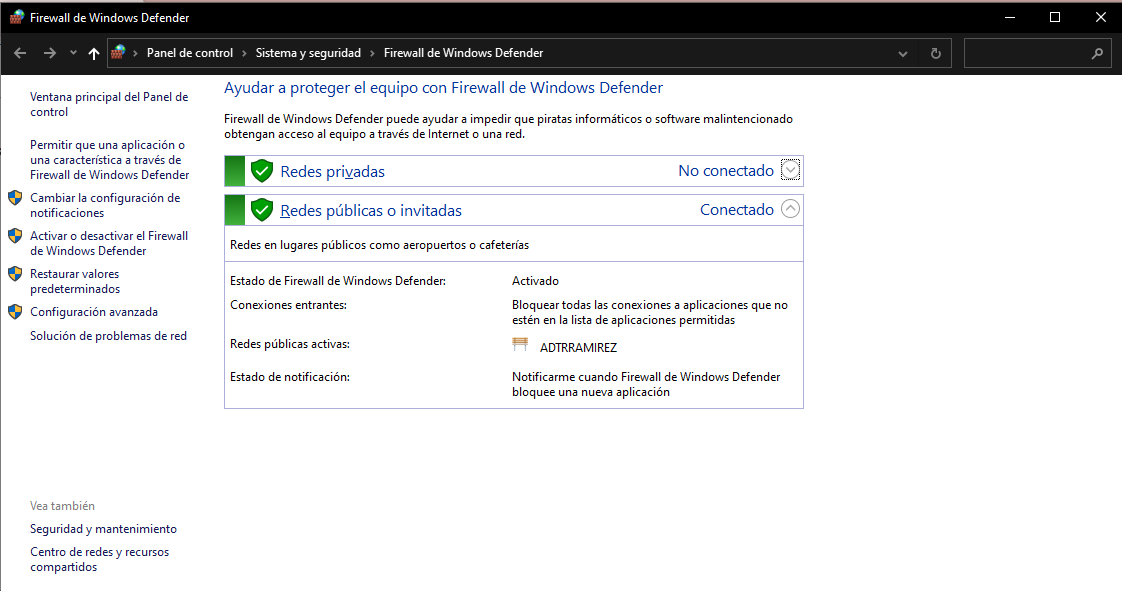 Firewall de Windows Defender
Panel de control
Sistema y seguridad
Firewall de Windows Defender
Ventana principal del Panel de
control
Permitir que una aplicación o
una característica a través de
Firewall de Windows Defender
Cambiar la configuración de
notificaciones
Activar o desactivar el Firewall
de Windows Defender
Restaurar valores
predeterminados
Configuración avanzada
Solución de problemas de red
Vea también
Seguridad y mantenimiento
Centro de redes y recursos
compartidos
Ayudar a proteger el equipo con Firewall de Windows Defender
Firewall de Windows Defender puede ayudar a impedir que piratas informáticos o software malintencionado
obtengan acceso al equipo a través de Internet o una red.
Redes privadas No conectado
Redes públicas o invitadas Conectado
Redes en lugares públicos como aeropuertos o cafeterías
Estado de Firewall de Windows Defender: Activado
Conexiones entrantes: Bloquear todas las conexiones a aplicaciones que no
estén en la lista de aplicaciones permitidas
Redes públicas activas: ADTRRAMIREZ
Estado de notificación: Notificarme cuando Firewall de Windows Defender
bloquee una nueva aplicación